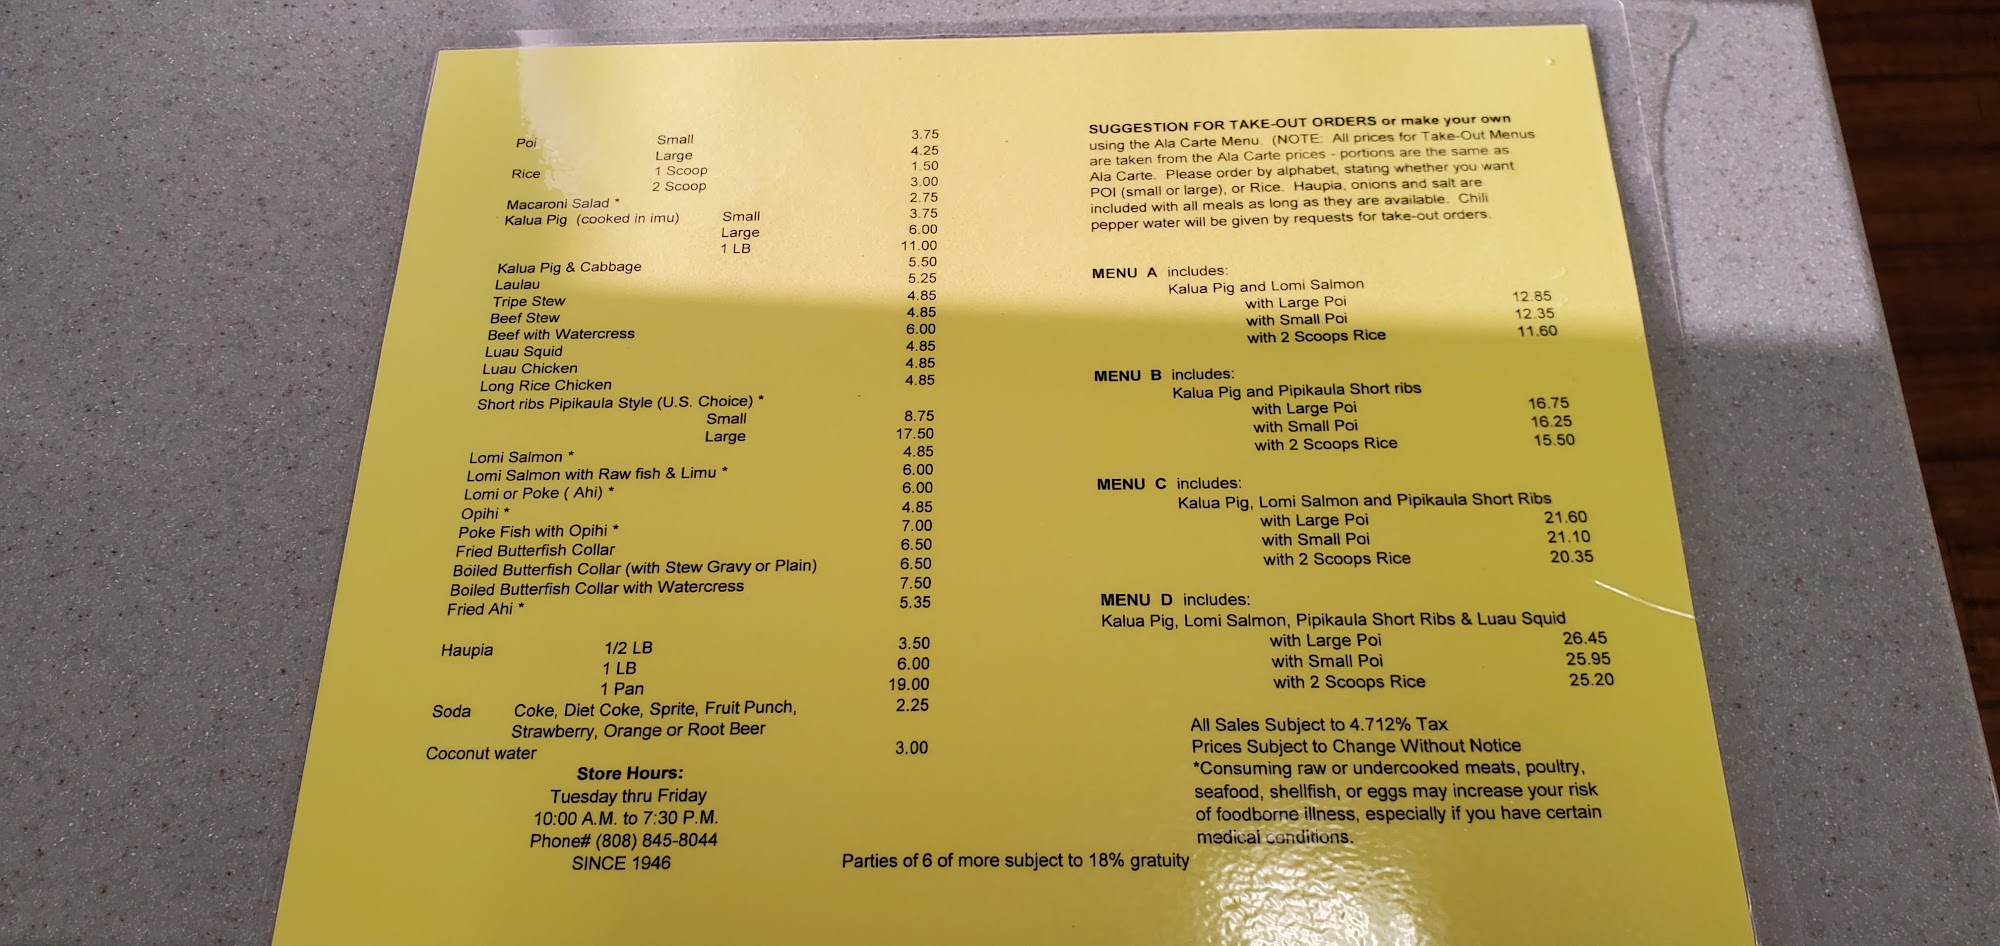 Poi Small 3.75
Large 4.25
Rice 1 Scoop 1.50
2 Scoop 3.00
Macaroni Salad * 2.75
Kalua Pig (cooked in imu) Small 3.75
Large 6.00
1 LB 11.00
Kalua Pig & Cabbage 5.50
Laulau 5.25
Tripe Stew 4.85
Beef Stew 4.85
Beef with Watercress 6.00
Luau Squid 4.85
Luau Chicken 4.85
Long Rice Chicken 4.85
Short ribs Pipikaula Style (U.S. Choice) *
Small 8.75
Large 17.50
Lomi Salmon * 4.85
Lomi Salmon with Raw fish & Limu * 6.00
Lomi or Poke ( Ahi) * 6.00
Opihi * 4.85
Poke Fish with Opihi * 7.00
Fried Butterfish Collar 6.50
Boiled Butterfish Collar (with Stew Gravy or Plain) 6.50
Boiled Butterfish Collar with Watercress 7.50
Fried Ahi * 5.35
Haupia 1/2 LB 3.50
1 LB 6.00
1 Pan 19.00
Soda Coke, Diet Coke, Sprite, Fruit Punch, 2.25
Strawberry, Orange or Root Beer
Coconut water 3.00
Store Hours:
Tuesday thru Friday
10:00 A.M. to 7:30 P.M.
Phone# (808) 845-8044
SINCE 1946
SUGGESTION FOR TAKE-OUT ORDERS or make your own
using the Ala Carte Menu. (NOTE: All prices for Take-Out Menus
are taken from the Ala Carte prices - portions are the same as
Ala Carte. Please order by alphabet, stating whether you want
POI (small or large), or Rice. Haupia, onions and salt are
included with all meals as long as they are available. Chili
pepper water will be given by requests for take-out orders.
MENU A includes:
Kalua Pig and Lomi Salmon
with Large Poi 12.85
with Small Poi 12.35
with 2 Scoops Rice 11.60
MENU B includes:
Kalua Pig and Pipikaula Short ribs
with Large Poi 16.75
with Small Poi 16.25
with 2 Scoops Rice 15.50
MENU C includes:
Kalua Pig, Lomi Salmon and Pipikaula Short Ribs
with Large Poi 21.60
with Small Poi 21.10
with 2 Scoops Rice 20.35
MENU D includes:
Kalua Pig, Lomi Salmon, Pipikaula Short Ribs & Luau Squid
with Large Poi 26.45
with Small Poi 25.95
with 2 Scoops Rice 25.20
All Sales Subject to 4.712% Tax
Prices Subject to Change Without Notice
*Consuming raw or undercooked meats, poultry,
seafood, shellfish, or eggs may increase your risk
of foodborne illness, especially if you have certain
medical conditions.
Parties of 6 of more subject to 18% gratuity